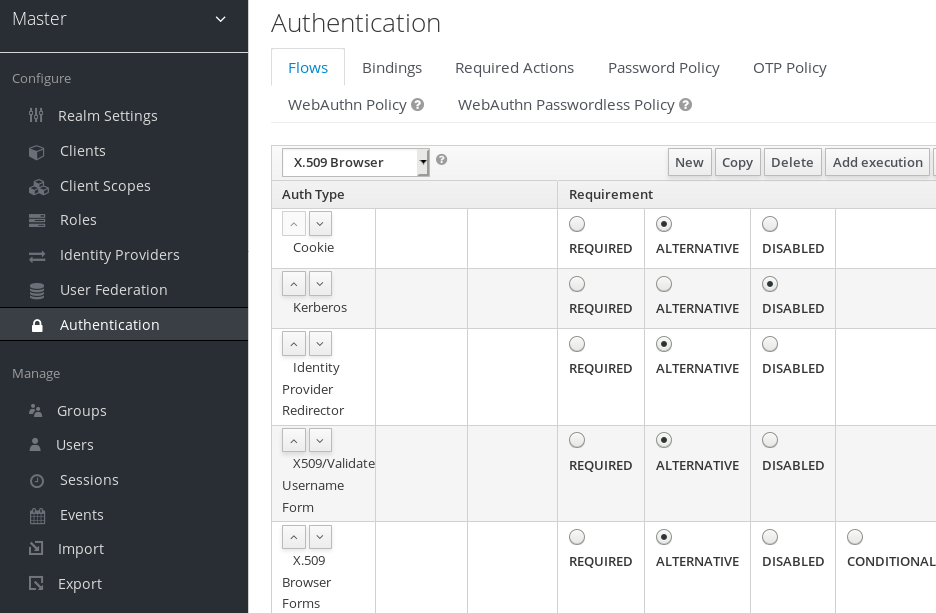 Master
Configure
Realm Settings
Clients
Client Scopes
Roles
Identity Providers
User Federation
Authentication
Manage
Groups
Users
Sessions
Events
Import
Export
Authentication
Flows Bindings Required Actions Password Policy OTP Policy
WebAuthn Policy WebAuthn Passwordless Policy
X.509 Browser New Copy Delete Add execution
Auth Type Requirement
Cookie REQUIRED ALTERNATIVE DISABLED
Kerberos REQUIRED ALTERNATIVE DISABLED
Identity REQUIRED ALTERNATIVE DISABLED
Provider
Redirector
X509/Validate REQUIRED ALTERNATIVE DISABLED
Username
Form
X.509 REQUIRED ALTERNATIVE DISABLED CONDITIONAL
Browser
Forms